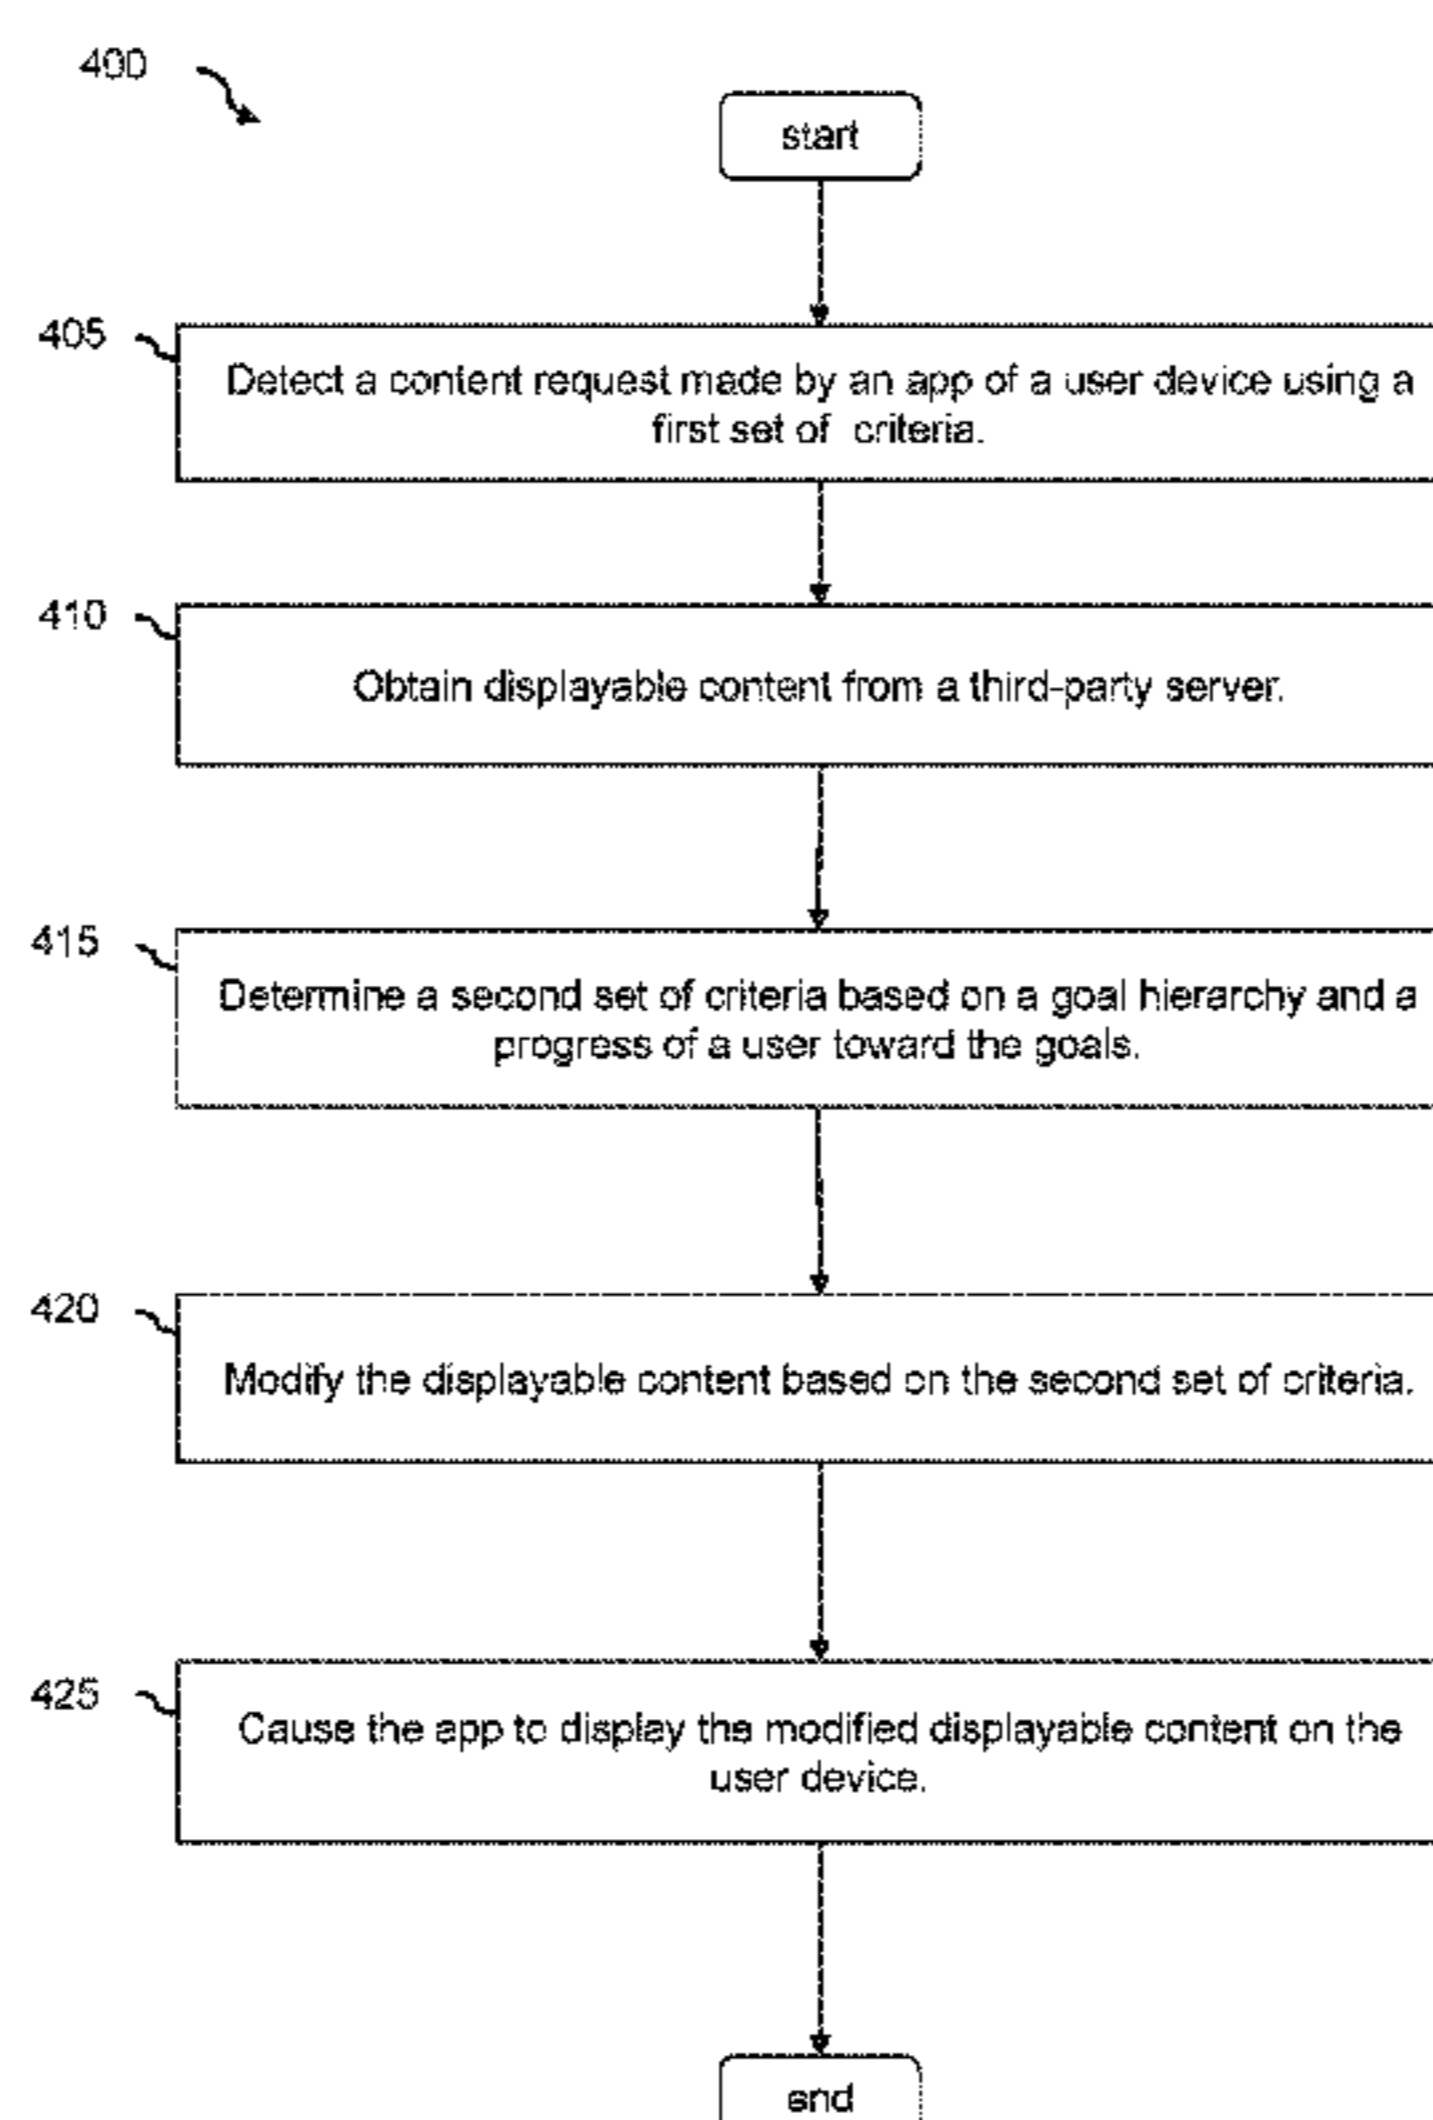 400
start
405
Detect a content request made by an app of a user device using a
first set of criteria.
410
Obtain displayable content from a third-party server.
415
Determine a second set of criteria based on a goal hierarchy and a
progress of a user toward the goals.
420
Modify the displayable content based on the second set of criteria.
425
Cause the app to display the modified displayable content on the
user device.
end